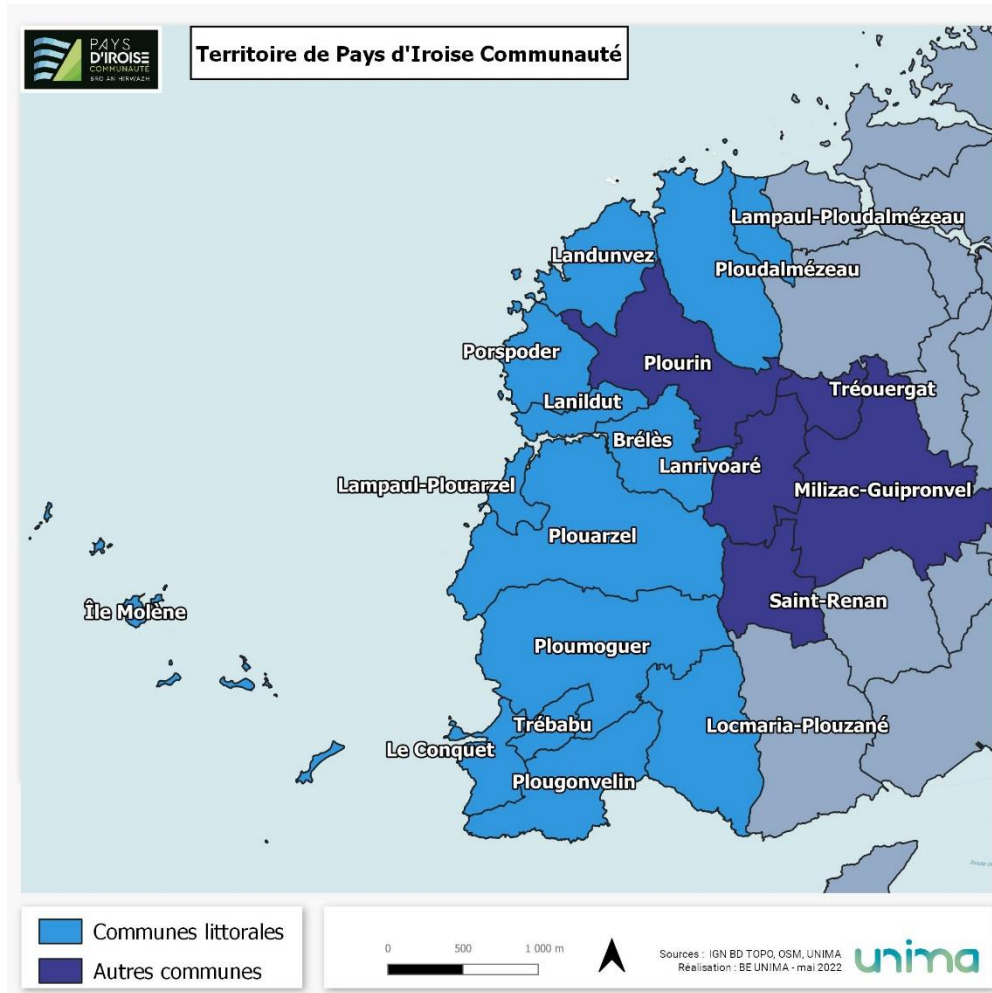 PAYS
D'IROISE
COMMUNAUTÉ
BRO AN HIRWAZH
Territoire de Pays d'Iroise Communauté
Lampaul-Ploudalmézeau
Landunvez
Ploudalmézeau
Porspoder
Plourin
Tréouergat
Lanildut
Brélès
Lanrivoaré
Lampaul-Plouarzel
Milizac-Guipronvel
Plouarzel
Île Molène
Saint-Renan
Ploumoguer
Trébabu
Locmaria-Plouzané
Le Conquet
Plougonvelin
Communes littorales
Autres communes
0 500 1 000 m
Sources : IGN BD TOPO, OSM, UNIMA
Réalisation : BE UNIMA - mai 2022
unima